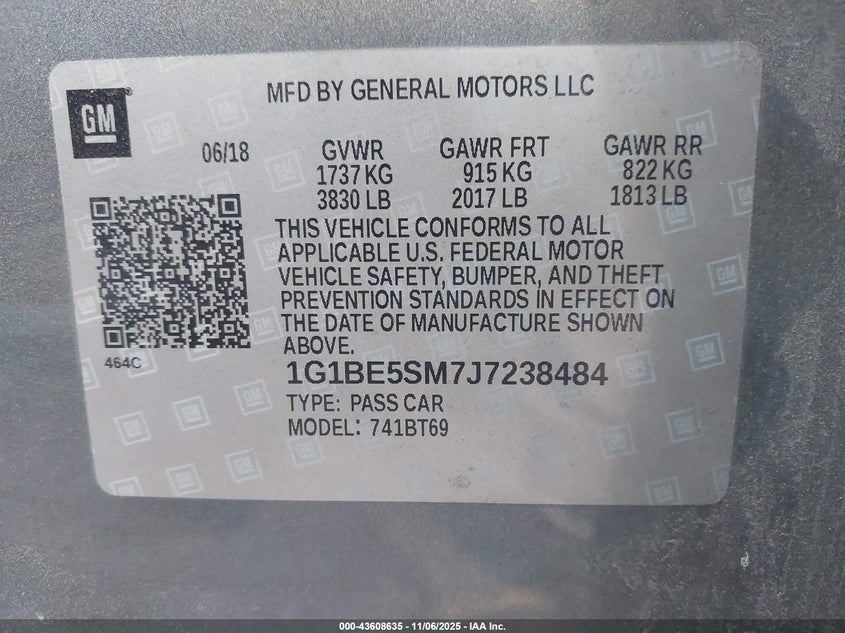 MFD BY GENERAL MOTORS LLC
GM
06/18 GVWR GAWR FRT GAWR RR
1737 KG 915 KG 822 KG
3830 LB 2017 LB 1813 LB
THIS VEHICLE CONFORMS TO ALL
APPLICABLE U.S. FEDERAL MOTOR
VEHICLE SAFETY, BUMPER, AND THEFT
PREVENTION STANDARDS IN EFFECT ON
THE DATE OF MANUFACTURE SHOWN
ABOVE.
464C
1G1BE5SM7J7238484
TYPE: PASS CAR
MODEL: 741BT69
000-43608635 - 11/06/2025 - IAA Inc.